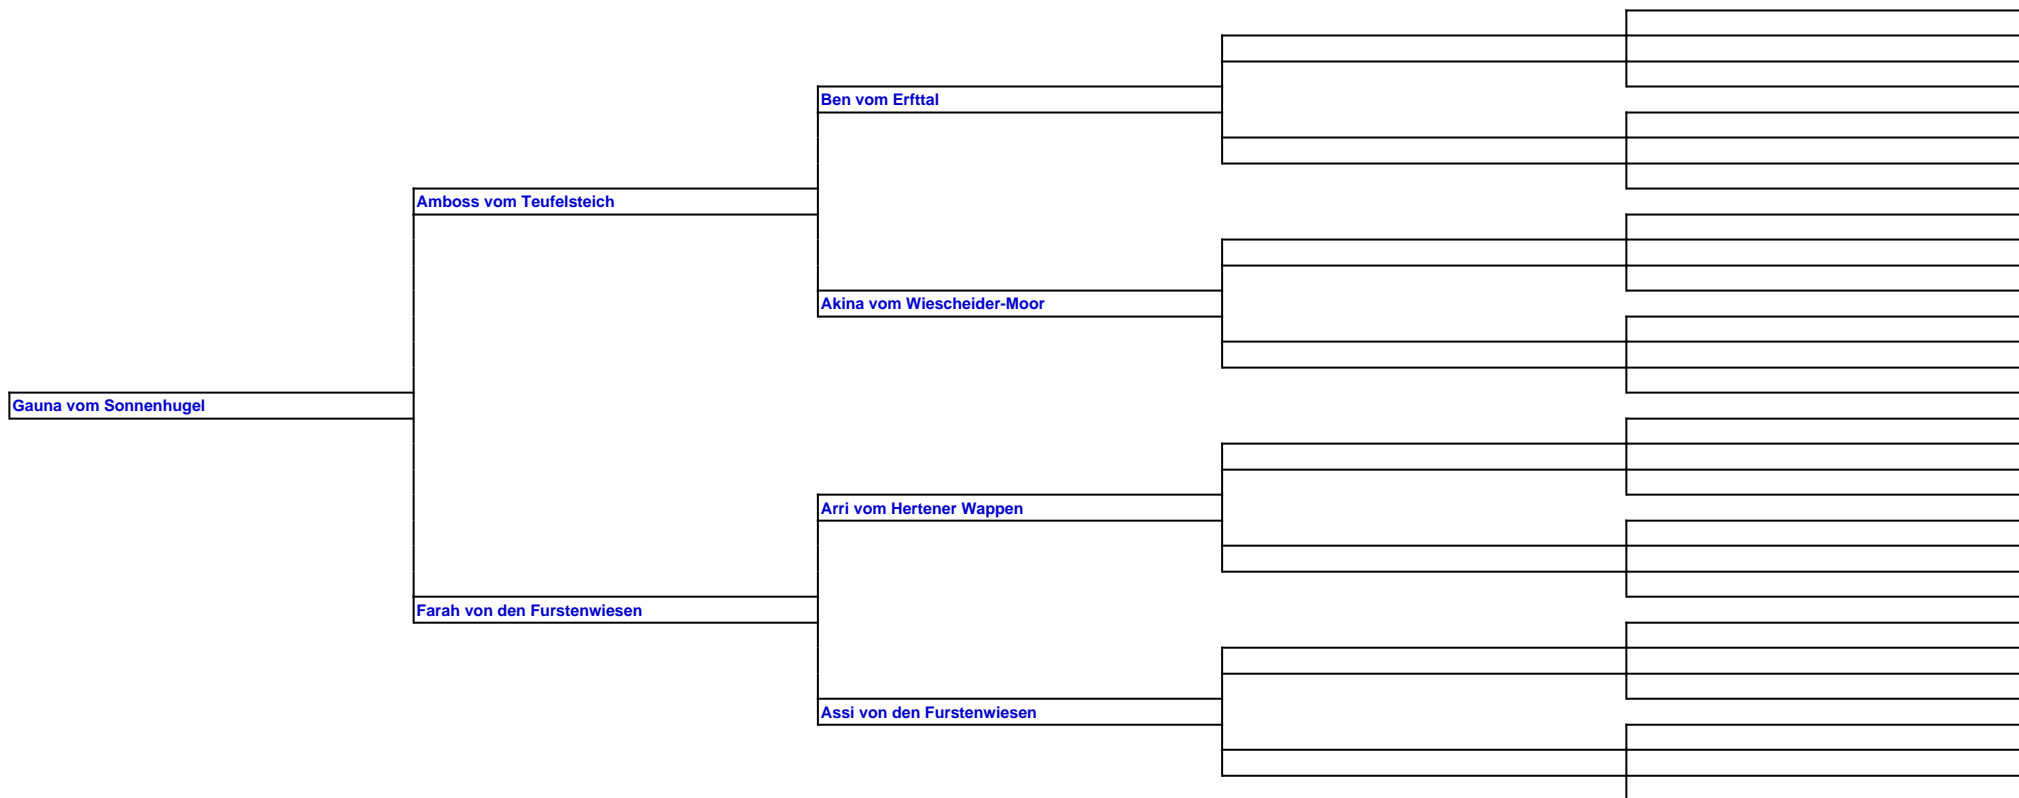 Ben vom Erfttal
Amboss vom Teufelsteich
Akina vom Wiescheider-Moor
Gauna vom Sonnenhugel
Arri vom Hertener Wappen
Farah von den Furstenwiesen
Assi von den Furstenwiesen